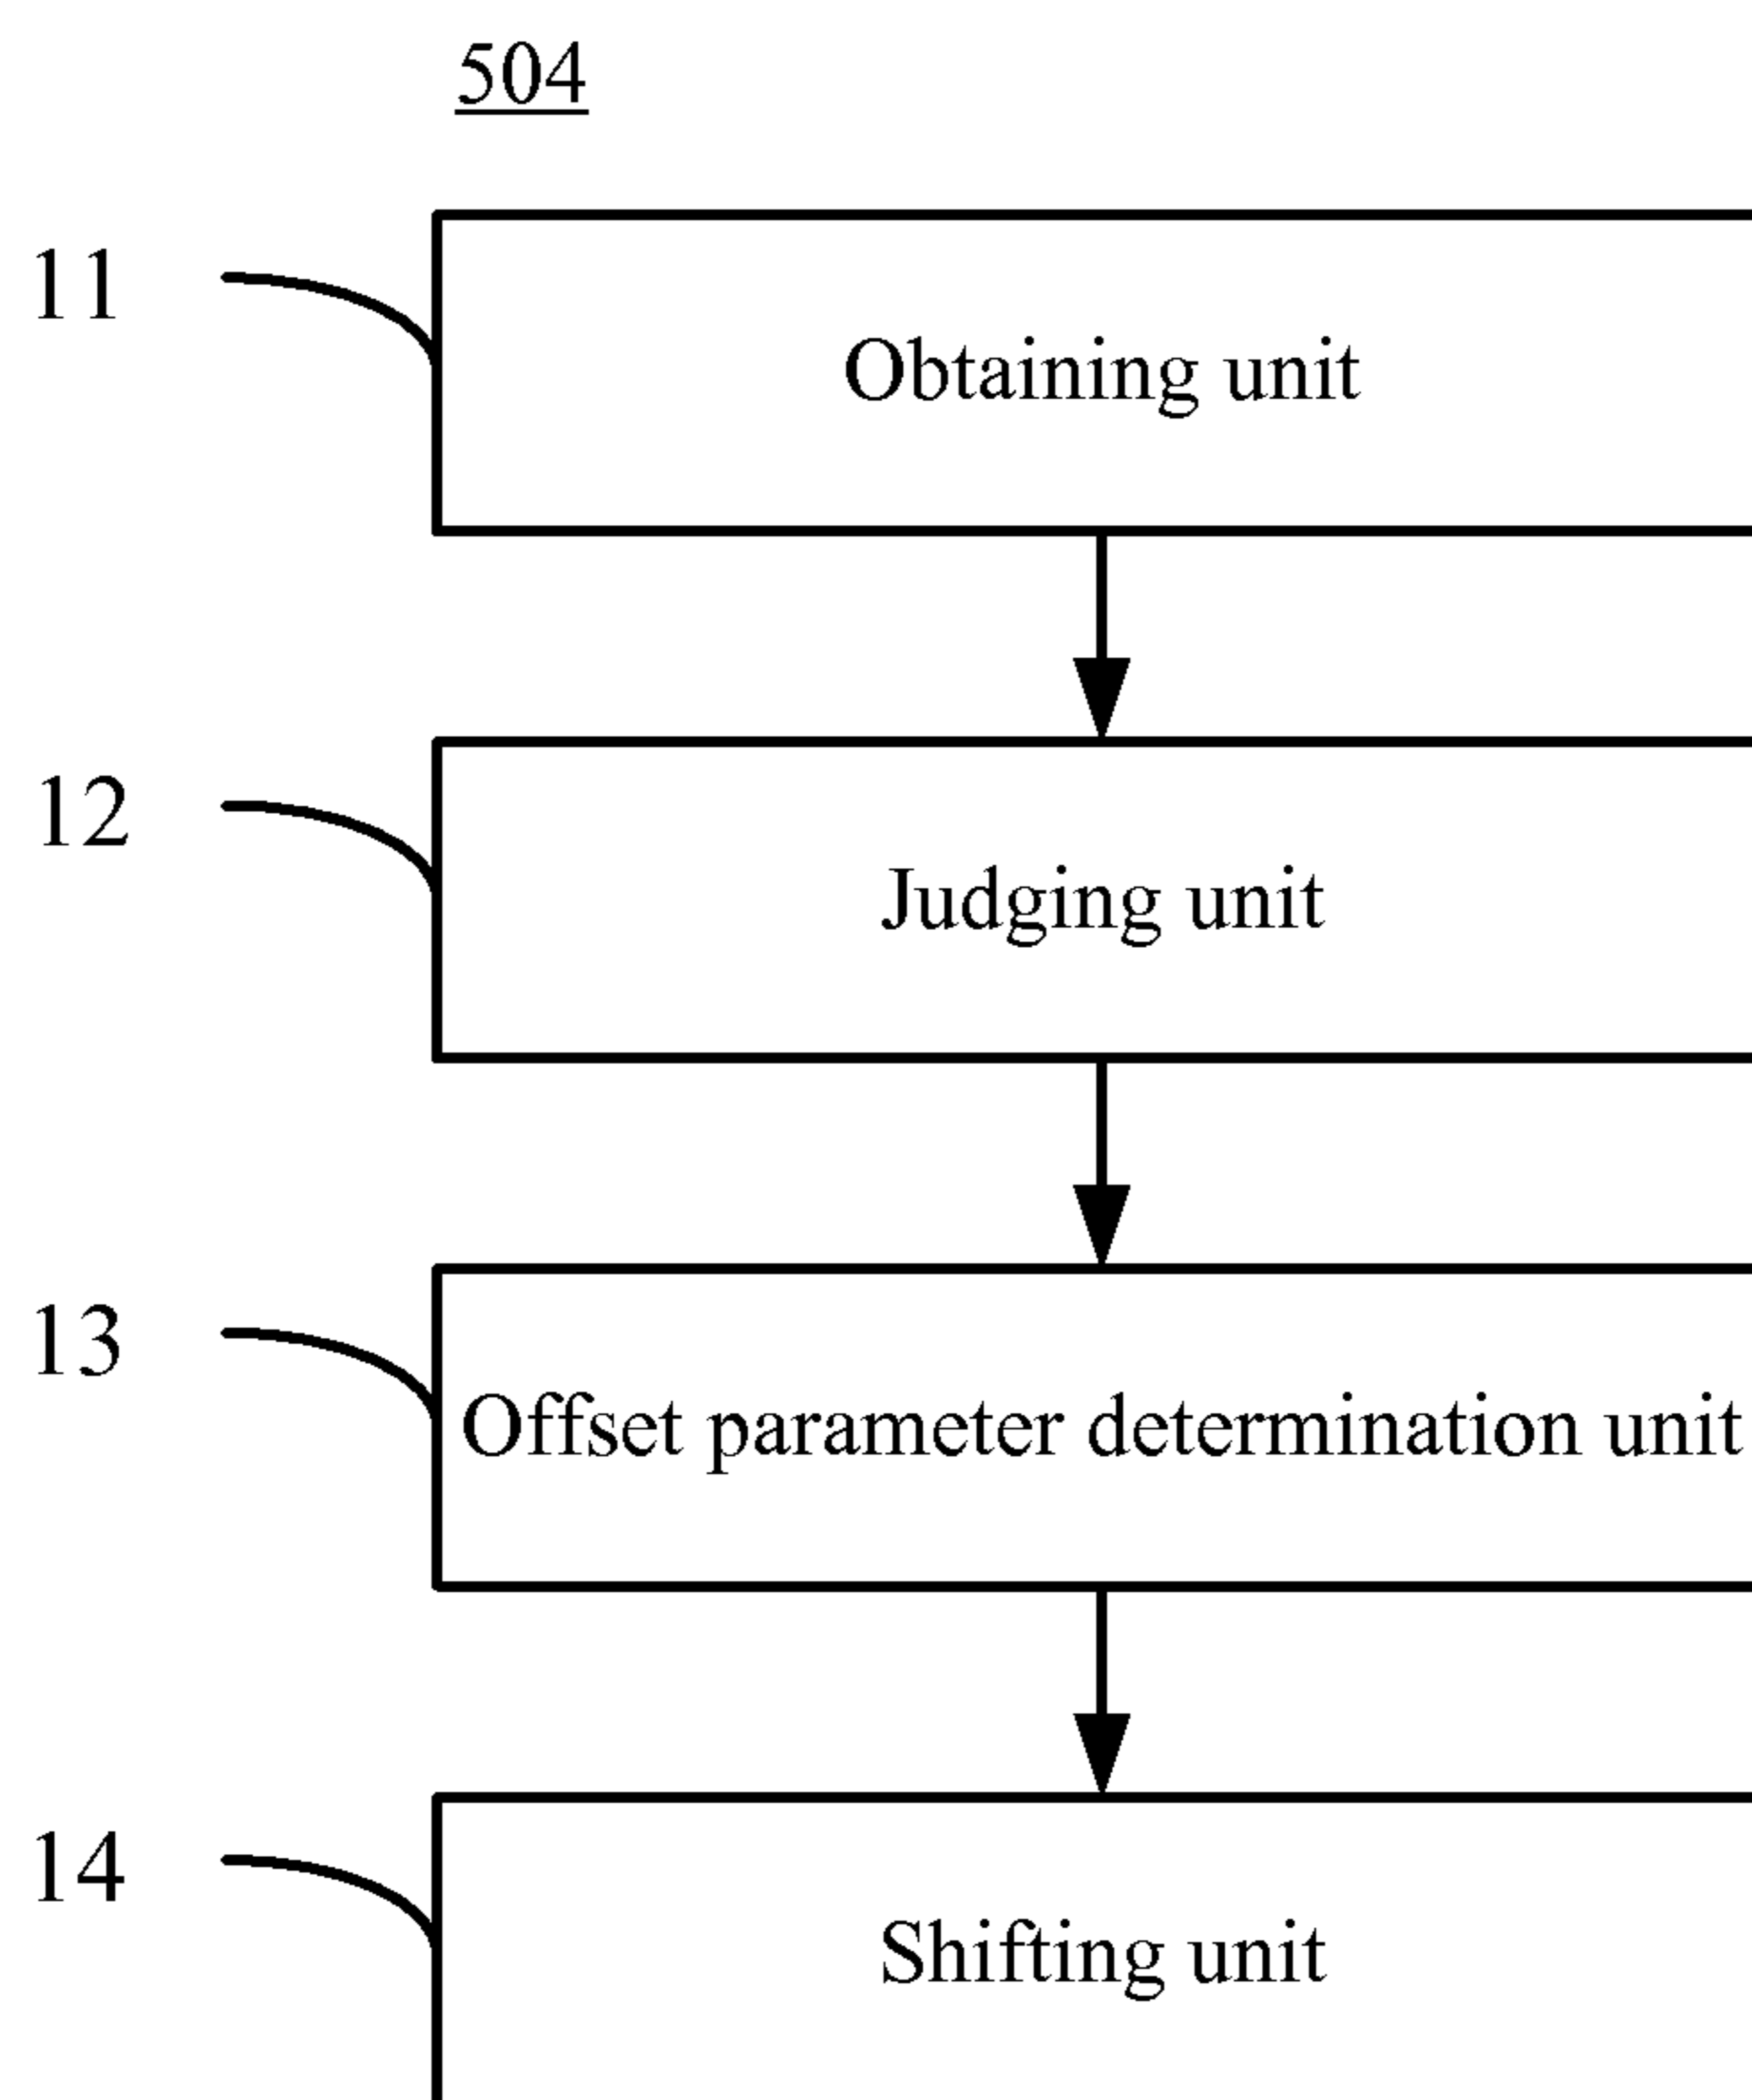 504
11
Obtaining unit
12
Judging unit
13
Offset parameter determination unit
14
Shifting unit